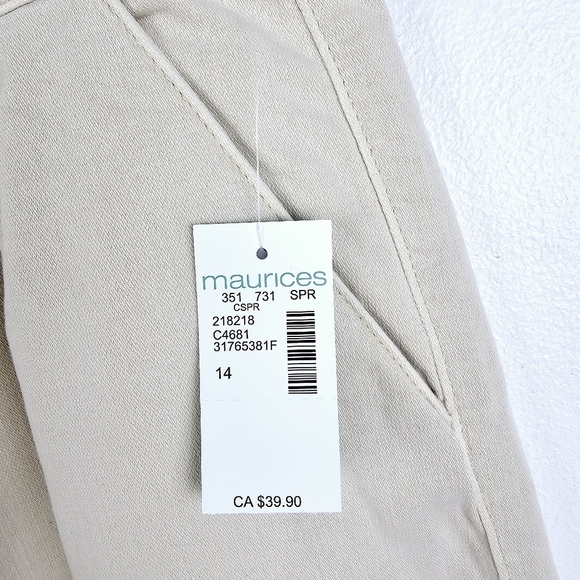 maurices
351 731 SPR
CSPR
218218
C4681
31765381F
14
CA $39.90